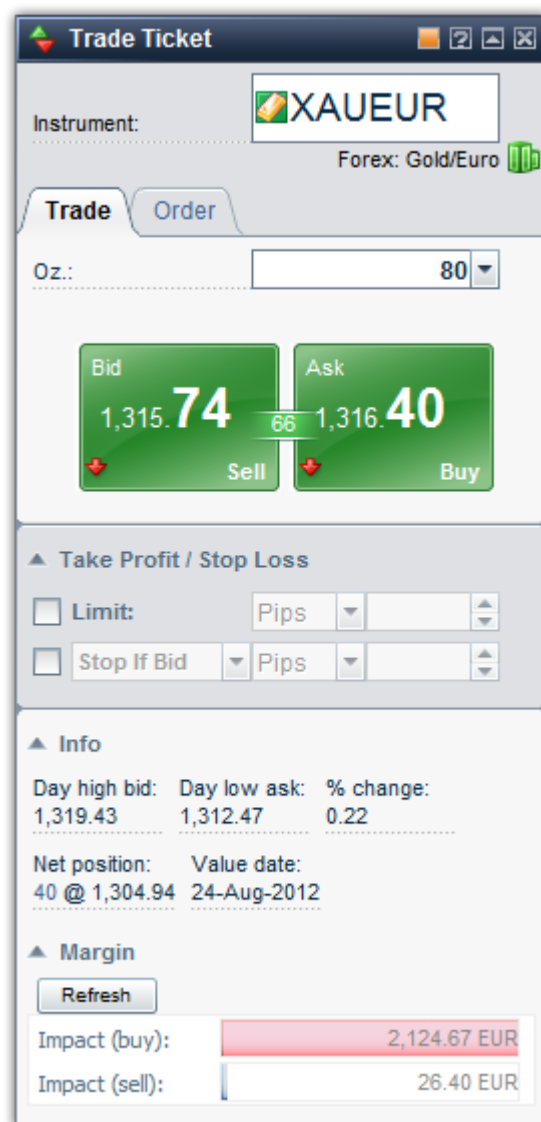 Trade Ticket
Instrument: XAUEUR
Forex: Gold/Euro
Trade Order
Oz.: 80
Bid Ask
1,315.74 66 1,316.40
Sell Buy
Take Profit / Stop Loss
Limit: Pips
Stop If Bid Pips
Info
Day high bid: Day low ask: % change:
1,319.43 1,312.47 0.22
Net position: Value date:
40 @ 1,304.94 24-Aug-2012
Margin
Refresh
Impact (buy): 2,124.67 EUR
Impact (sell): 26.40 EUR